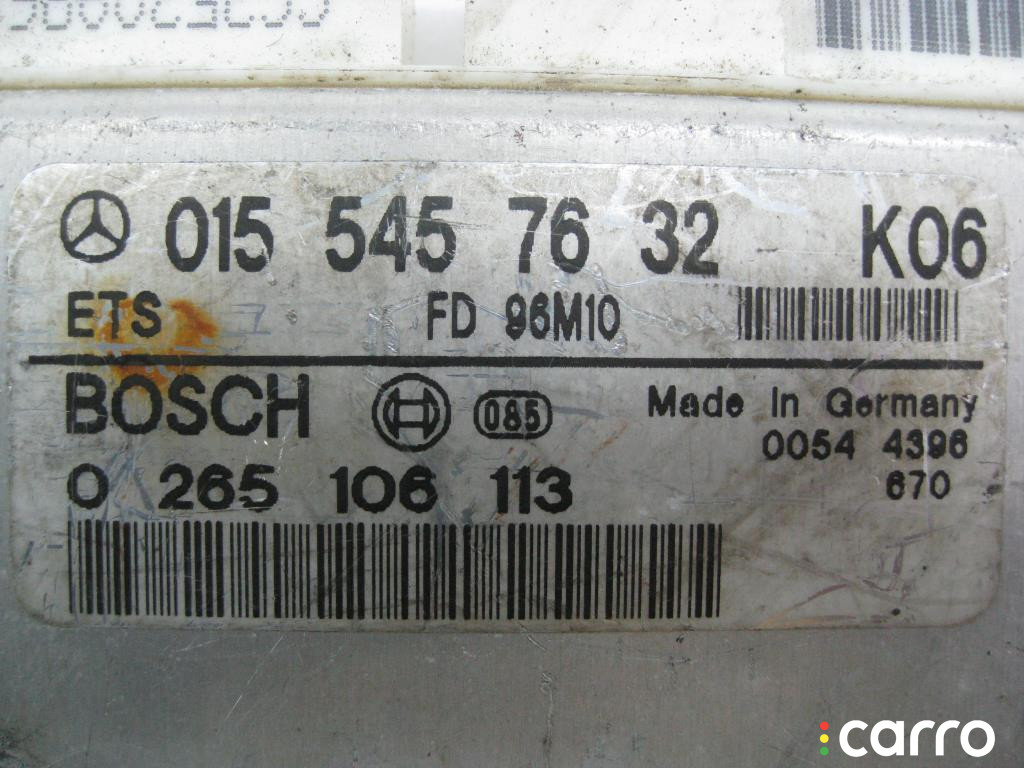 015 545 76 32 K06
ETS FD 96M10
BOSCH 085 Made In Germany
0054 4396
0 265 106 113 670
carro